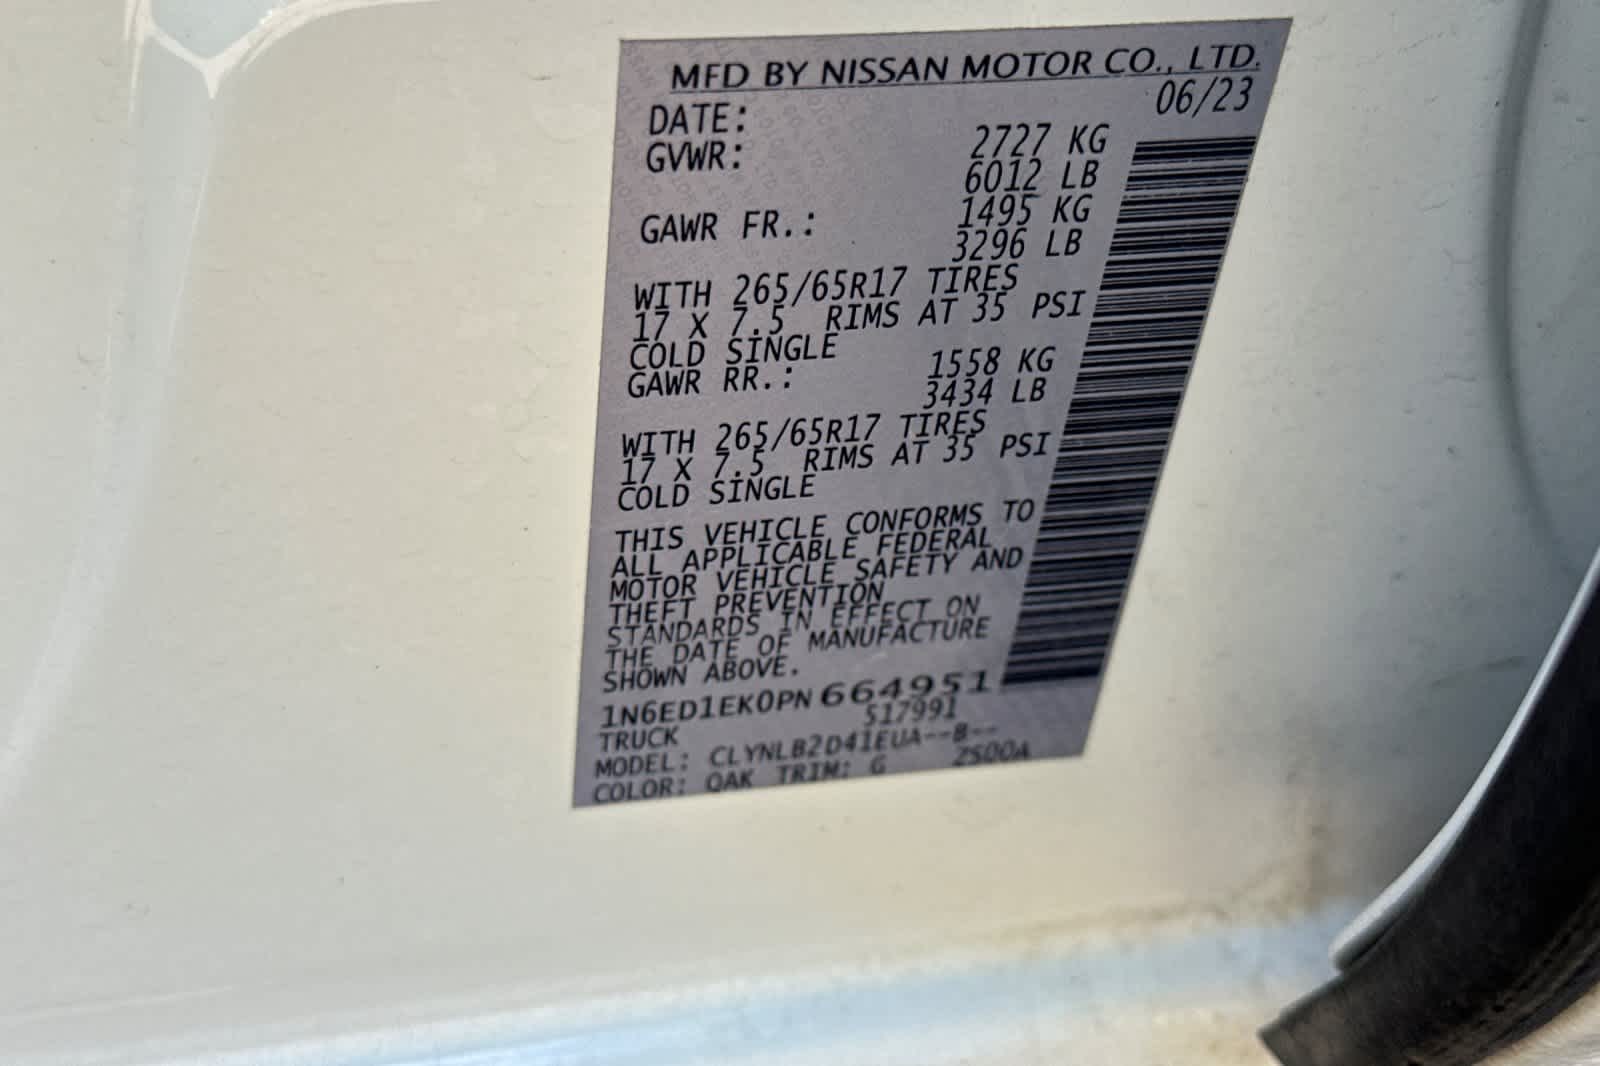 MFD BY NISSAN MOTOR CO., LTD.
DATE: 06/23
GVWR: 2727 KG
6012 LB
GAWR FR.: 1495 KG
3296 LB
WITH 265/65R17 TIRES
17 X 7.5 RIMS AT 35 PSI
COLD SINGLE
GAWR RR.: 1558 KG
3434 LB
WITH 265/65R17 TIRES
17 X 7.5 RIMS AT 35 PSI
COLD SINGLE
THIS VEHICLE CONFORMS TO
ALL APPLICABLE FEDERAL
MOTOR VEHICLE SAFETY AND
THEFT PREVENTION
STANDARDS IN EFFECT ON
THE DATE OF MANUFACTURE
SHOWN ABOVE.
1N6ED1EK0PN664951
TRUCK 517991
MODEL: CLYNLB2D41EUA--B--
COLOR: QAK TRIM: G ZS00A